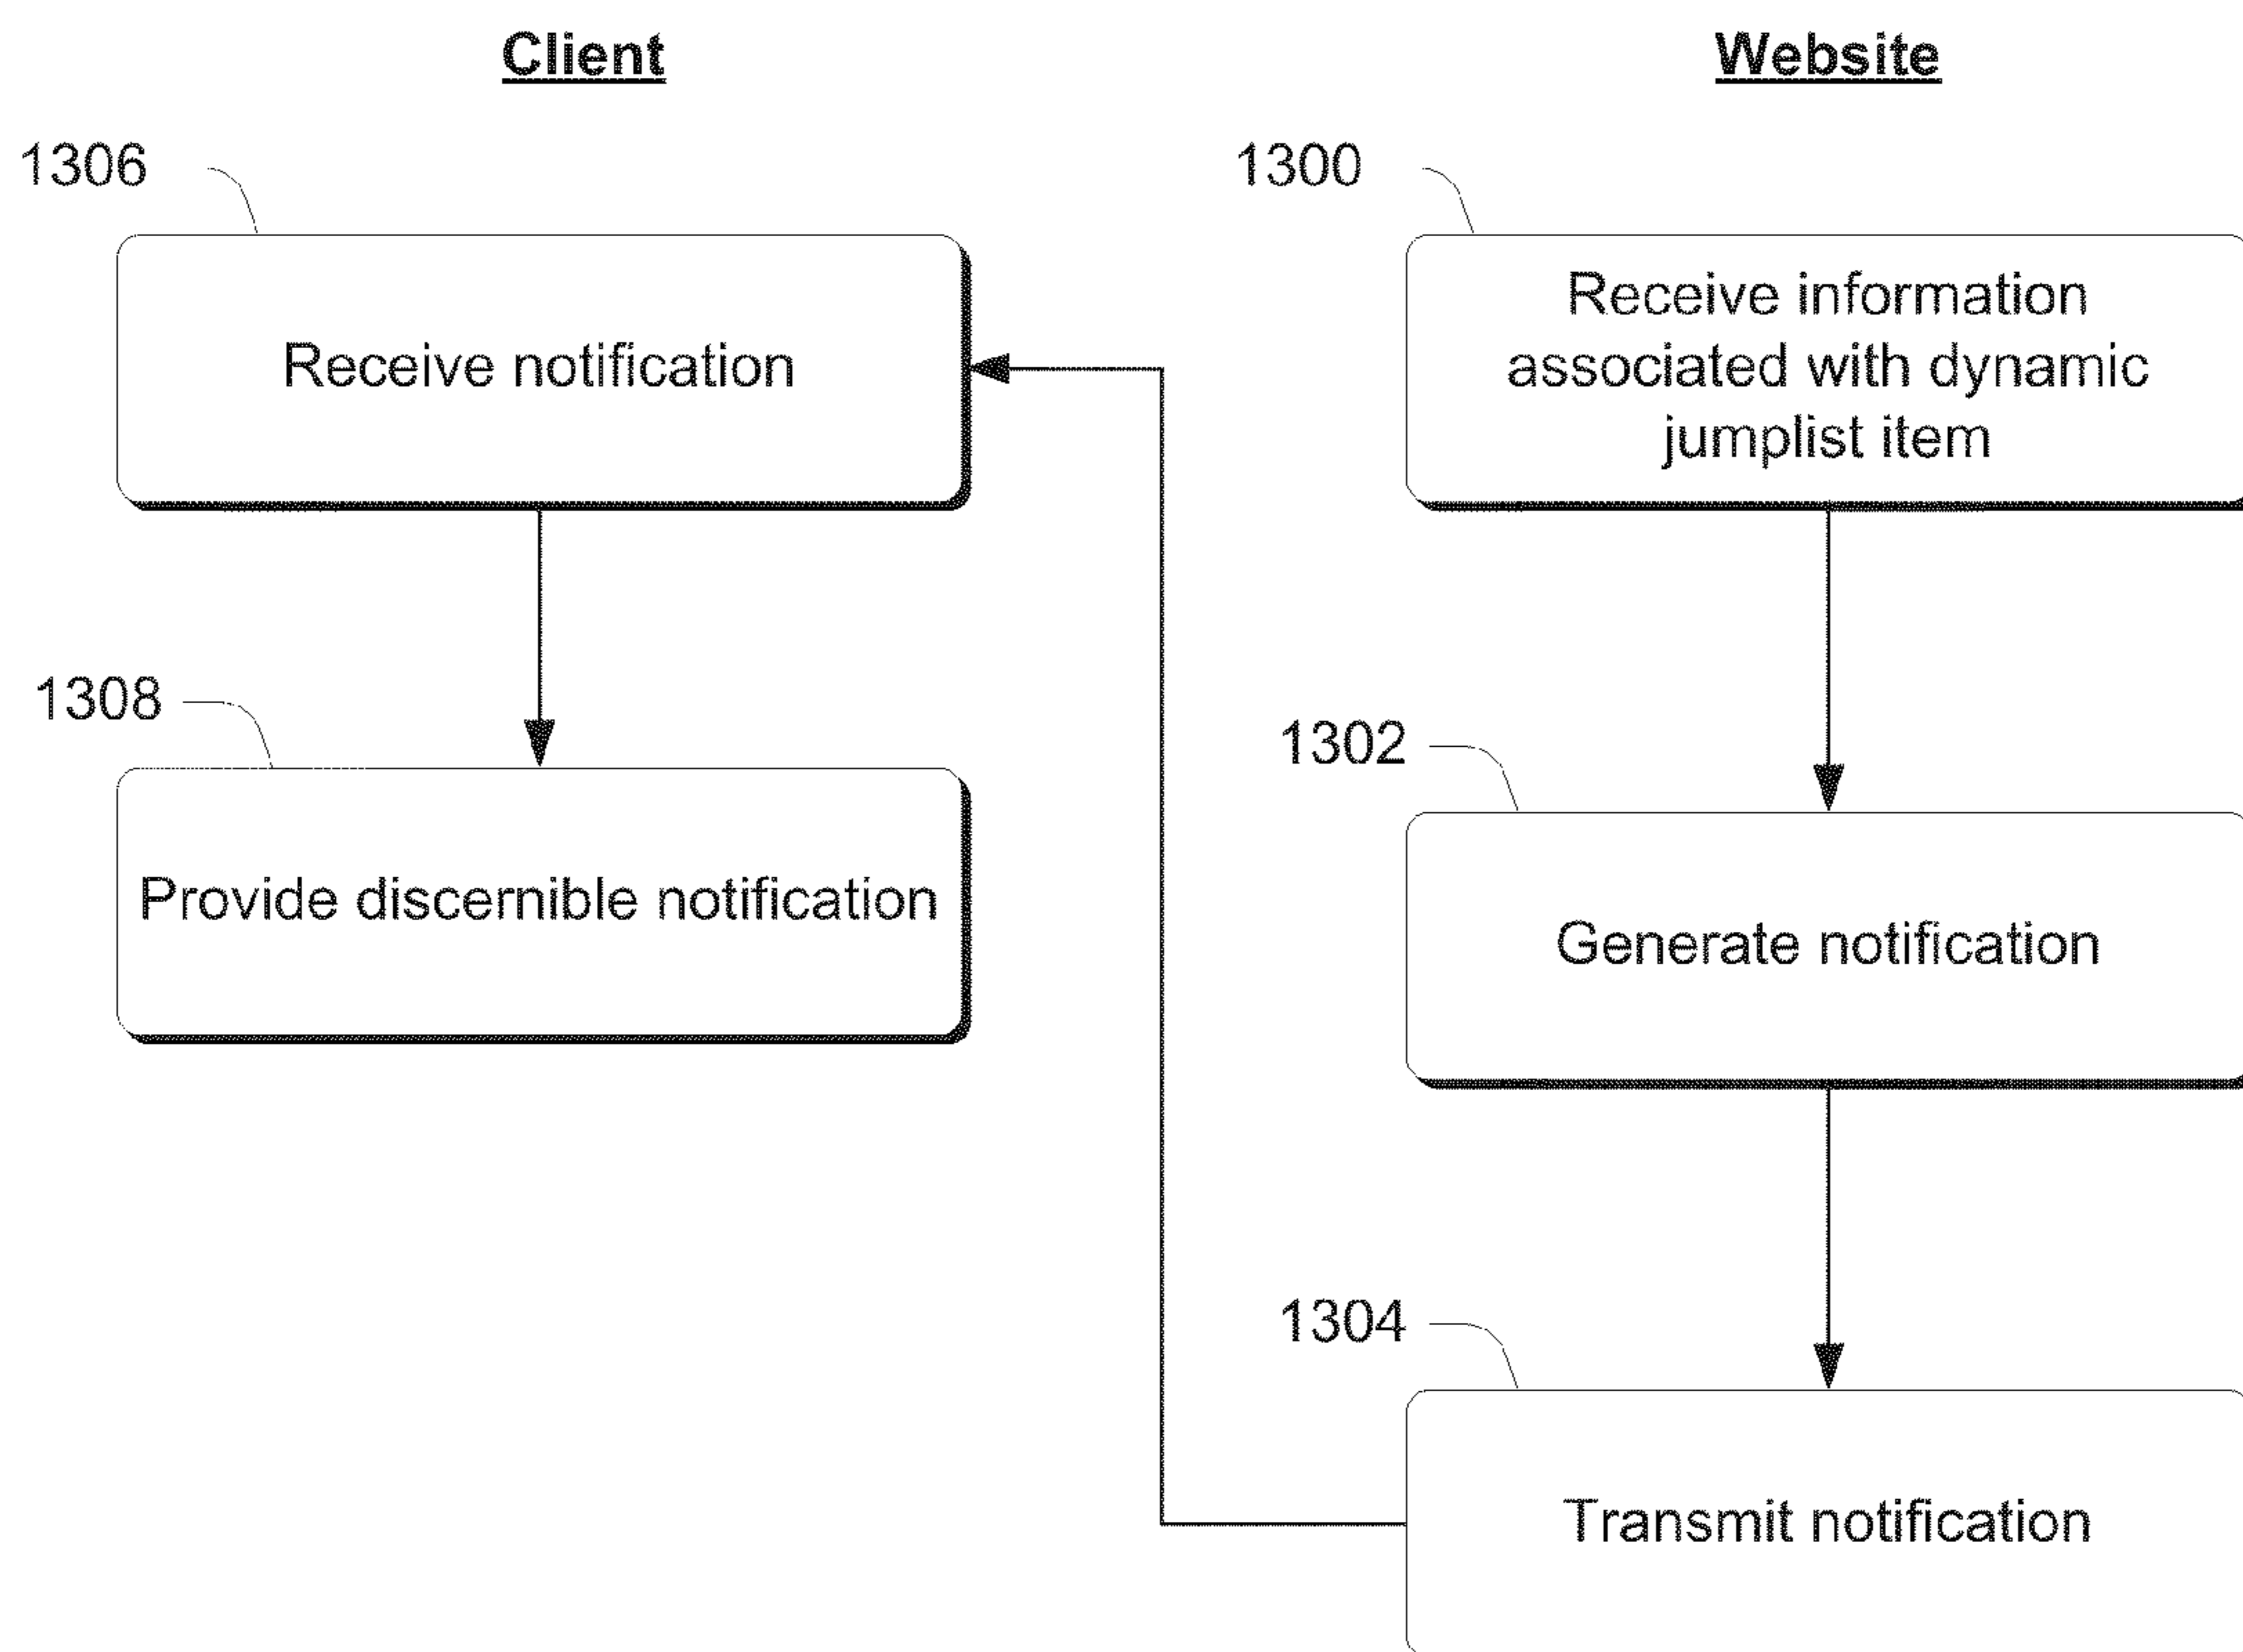 Client
Website
1306
Receive notification
1308
Provide discernible notification
1300
Receive information
associated with dynamic
jumplist item
1302
Generate notification
1304
Transmit notification